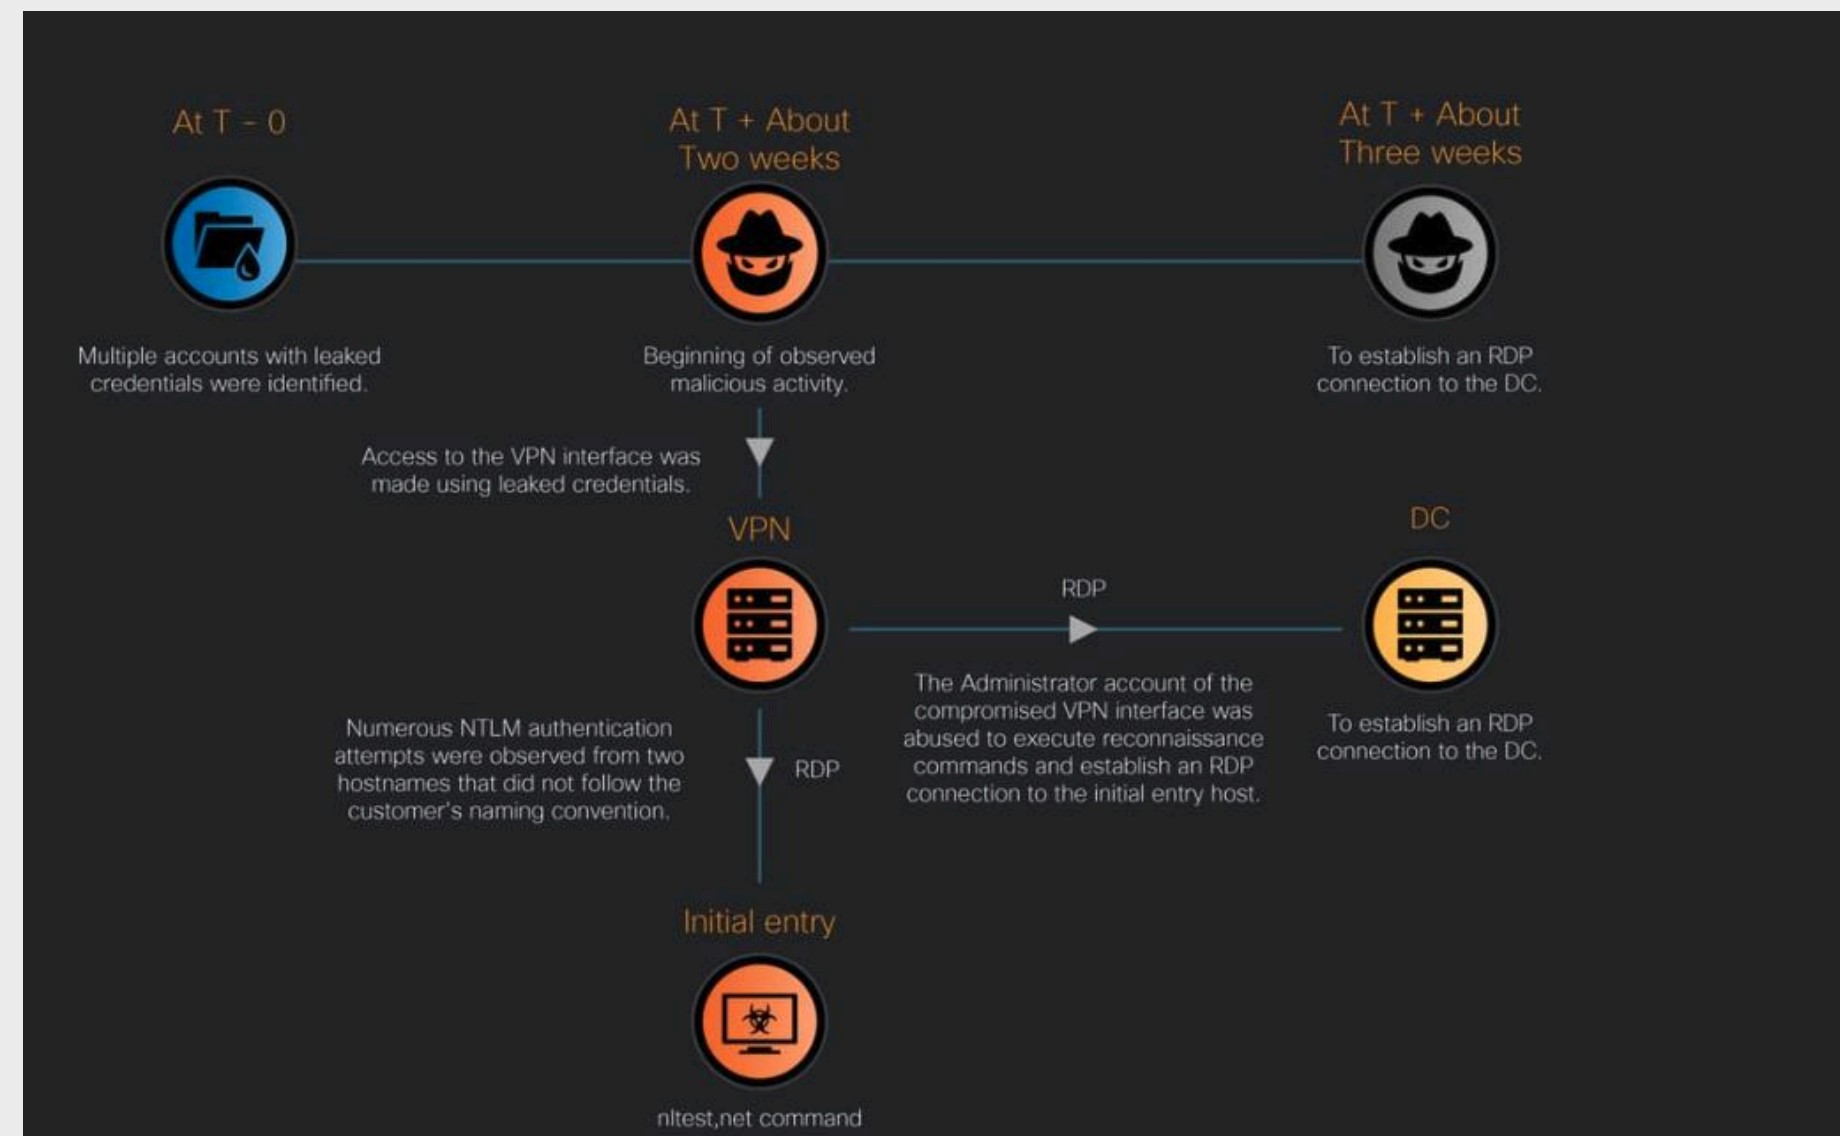 At T - 0
Multiple accounts with leaked
credentials were identified.
At T + About
Two weeks
Beginning of observed
malicious activity.
At T + About
Three weeks
To establish an RDP
connection to the DC.
Access to the VPN interface was
made using leaked credentials.
VPN
RDP
DC
The Administrator account of the
compromised VPN interface was
abused to execute reconnaissance
commands and establish an RDP
connection to the initial entry host.
To establish an RDP
connection to the DC.
Numerous NTLM authentication
attempts were observed from two
hostnames that did not follow the
customer's naming convention.
RDP
Initial entry
nltest,net command